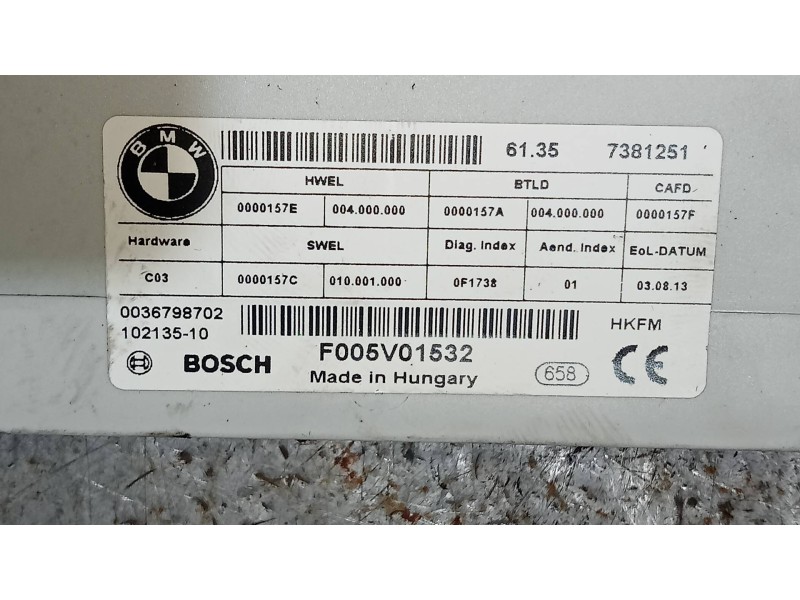 BMW
61.35 7381251
HWEL BTLD CAFD
0000157E 004.000.000 0000157A 004.000.000 0000157F
Hardware SWEL Diag. Index Aend. Index EoL-DATUM
C03 0000157C 010.001.000 0F1738 01 03.08.13
0036798702
102135-10
HKFM
BOSCH F005V01532
Made in Hungary
658
CE